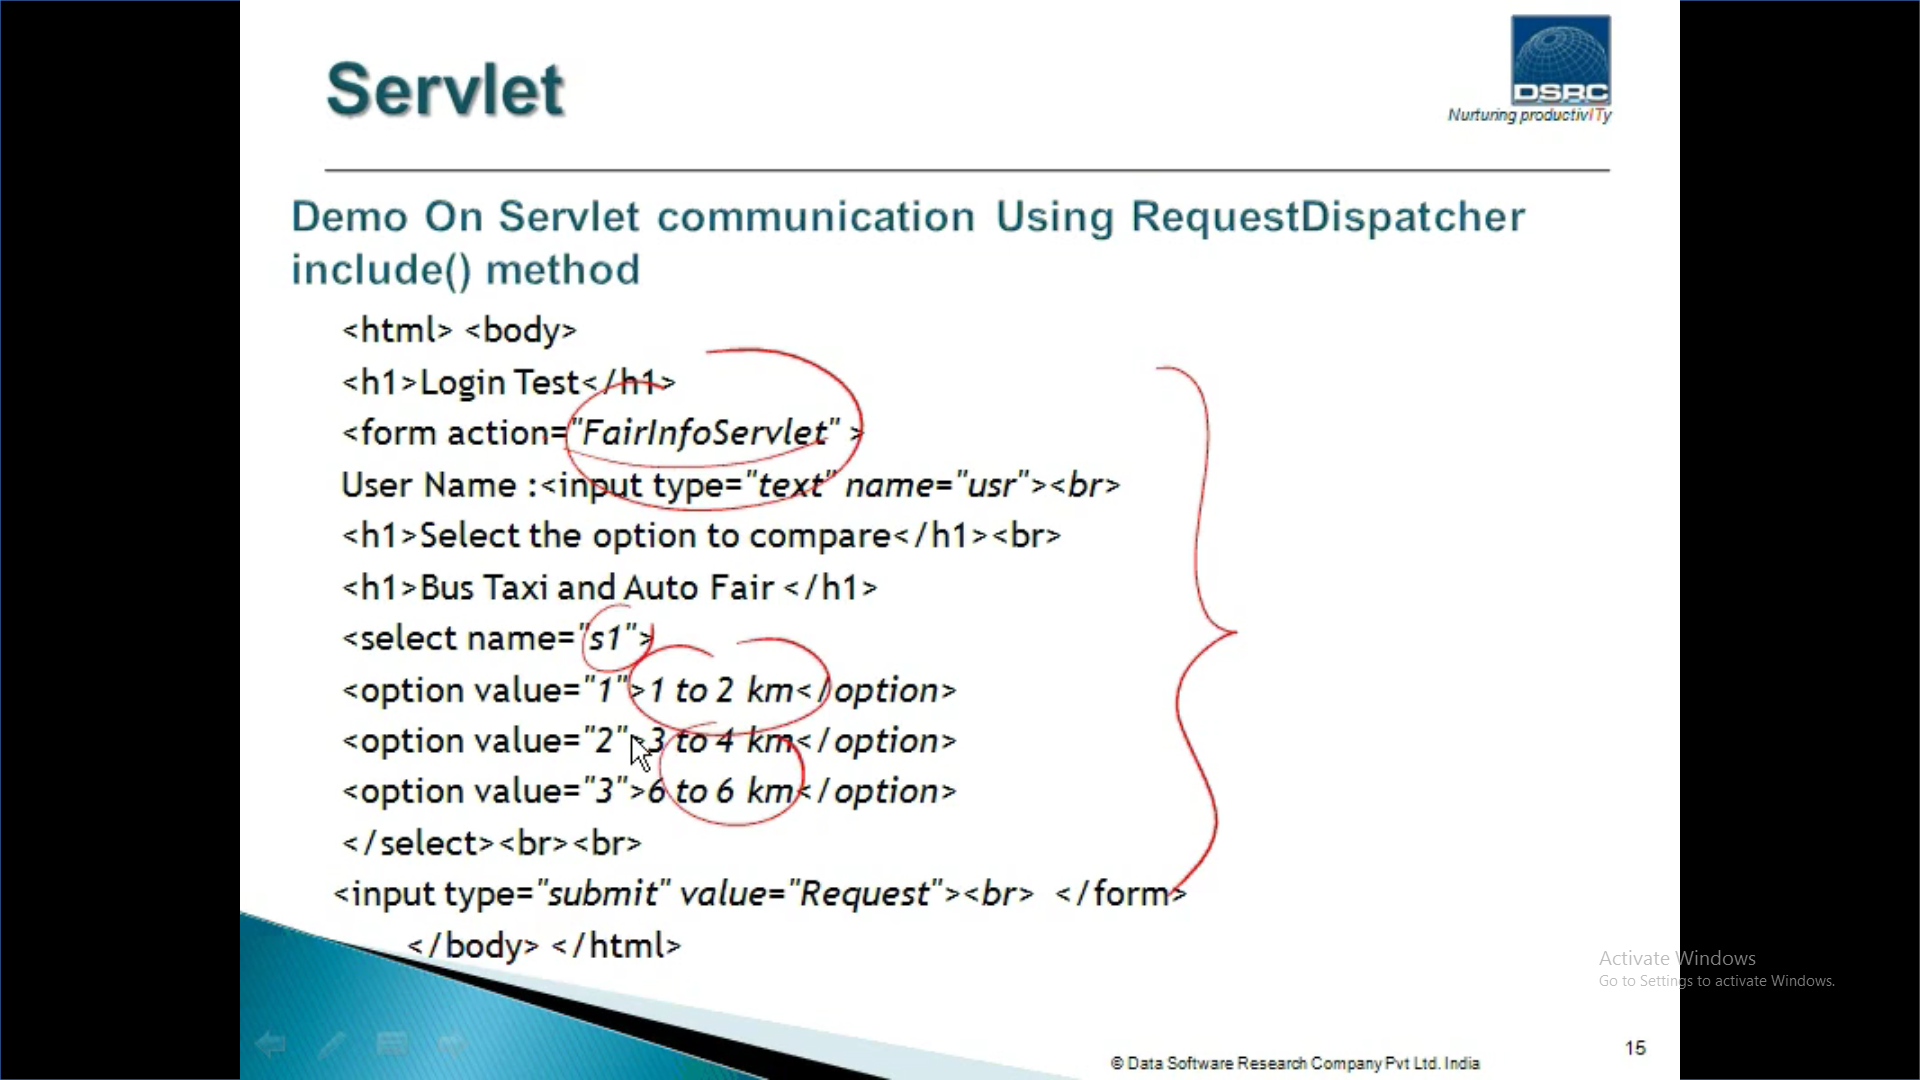 Servlet
DSRC
Nurturing productivITy
Demo On Servlet communication Using RequestDispatcher
include() method
<html> <body>
<h1>Login Test</h1>
<form action="FairInfoServlet" >
User Name :<input type="text" name="usr"><br>
<h1>Select the option to compare</h1><br>
<h1>Bus Taxi and Auto Fair </h1>
<select name="s1">
<option value="1">1 to 2 km</option>
<option value="2">3 to 4 km</option>
<option value="3">6 to 6 km</option>
</select><br><br>
<input type="submit" value="Request"><br> </form>
</body> </html>
Activate Windows
Go to Settings to activate Windows.
15
© Data Software Research Company Pvt Ltd. India